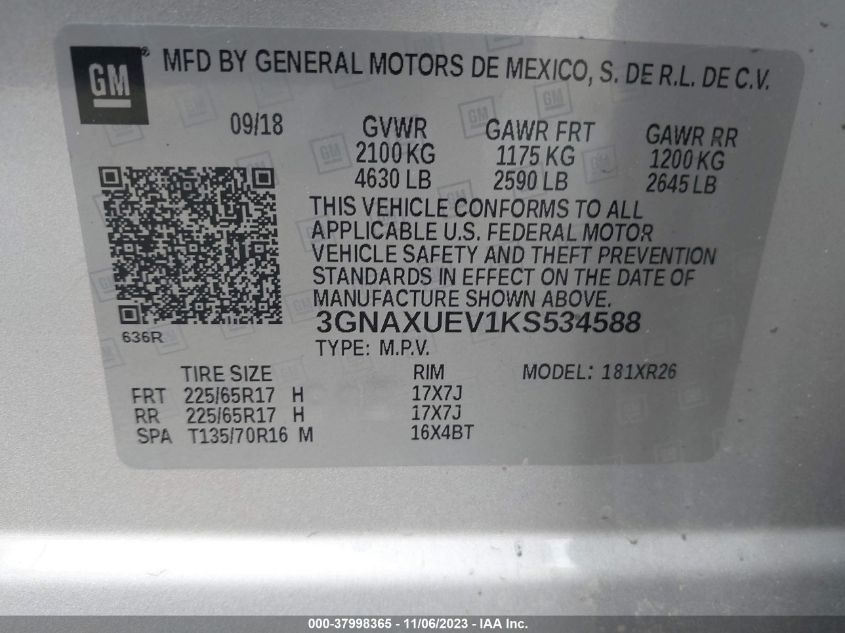 GM ® MFD BY GENERAL MOTORS DE MEXICO, S. DE R.L. DE C.V.
09/18 GVWR GAWR FRT GAWR RR
2100 KG 1175 KG 1200 KG
4630 LB 2590 LB 2645 LB
THIS VEHICLE CONFORMS TO ALL
APPLICABLE U.S. FEDERAL MOTOR
VEHICLE SAFETY AND THEFT PREVENTION
STANDARDS IN EFFECT ON THE DATE OF
MANUFACTURE SHOWN ABOVE.
3GNAXUEV1KS534588
636R
TYPE: M.P.V.
TIRE SIZE RIM MODEL: 181XR26
FRT 225/65R17 H 17X7J
RR 225/65R17 H 17X7J
SPA T135/70R16 M 16X4BT
000-37998365 - 11/06/2023 - IAA Inc.